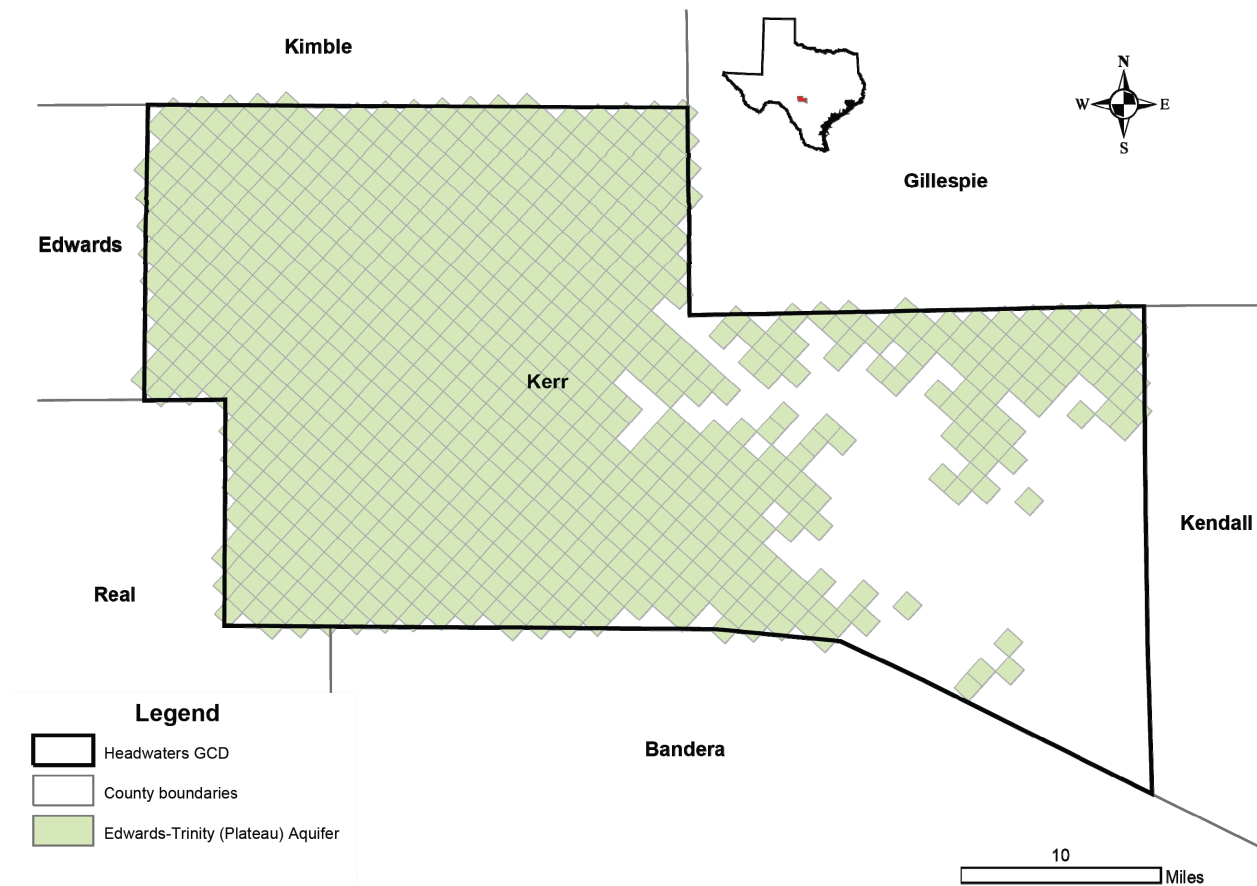 Kimble
N
W
E
S
Gillespie
Edwards
Kerr
Kendall
Real
Legend
Headwaters GCD
Bandera
County boundaries
Edwards-Trinity (Plateau) Aquifer
10
Miles